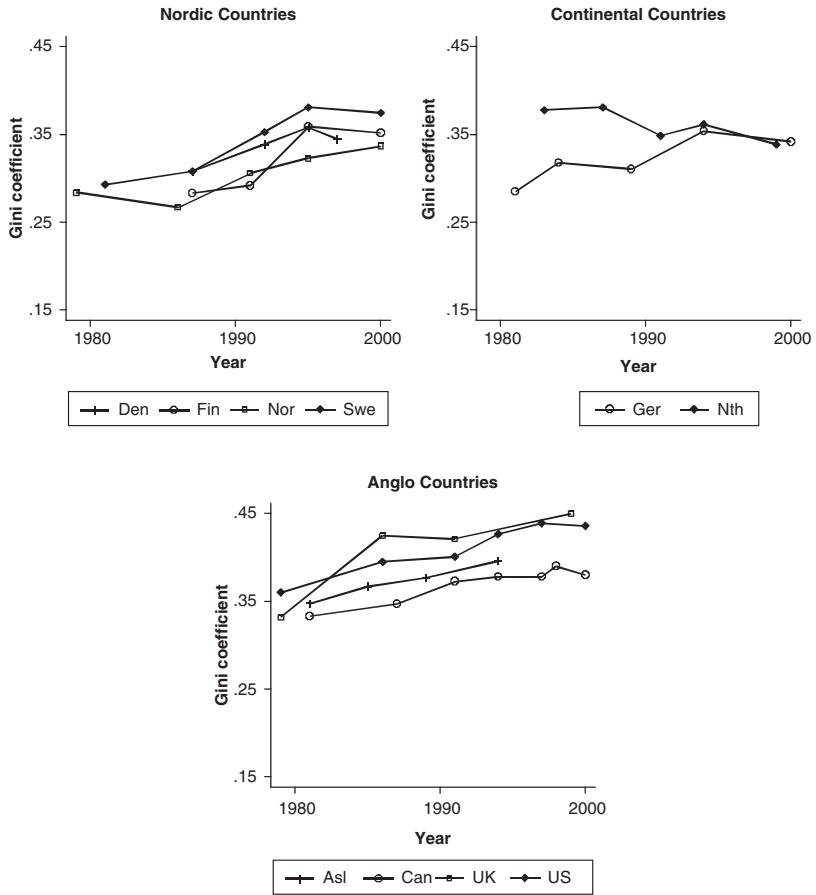 Nordic Countries
.45
.35
.25
.15
Gini coefficient
1980 1990 2000
Year
Den Fin Nor Swe
Continental Countries
.45
.35
.25
.15
Gini coefficient
1980 1990 2000
Year
Ger Nth
Anglo Countries
.45
.35
.25
.15
Gini coefficient
1980 1990 2000
Year
Asl Can UK US